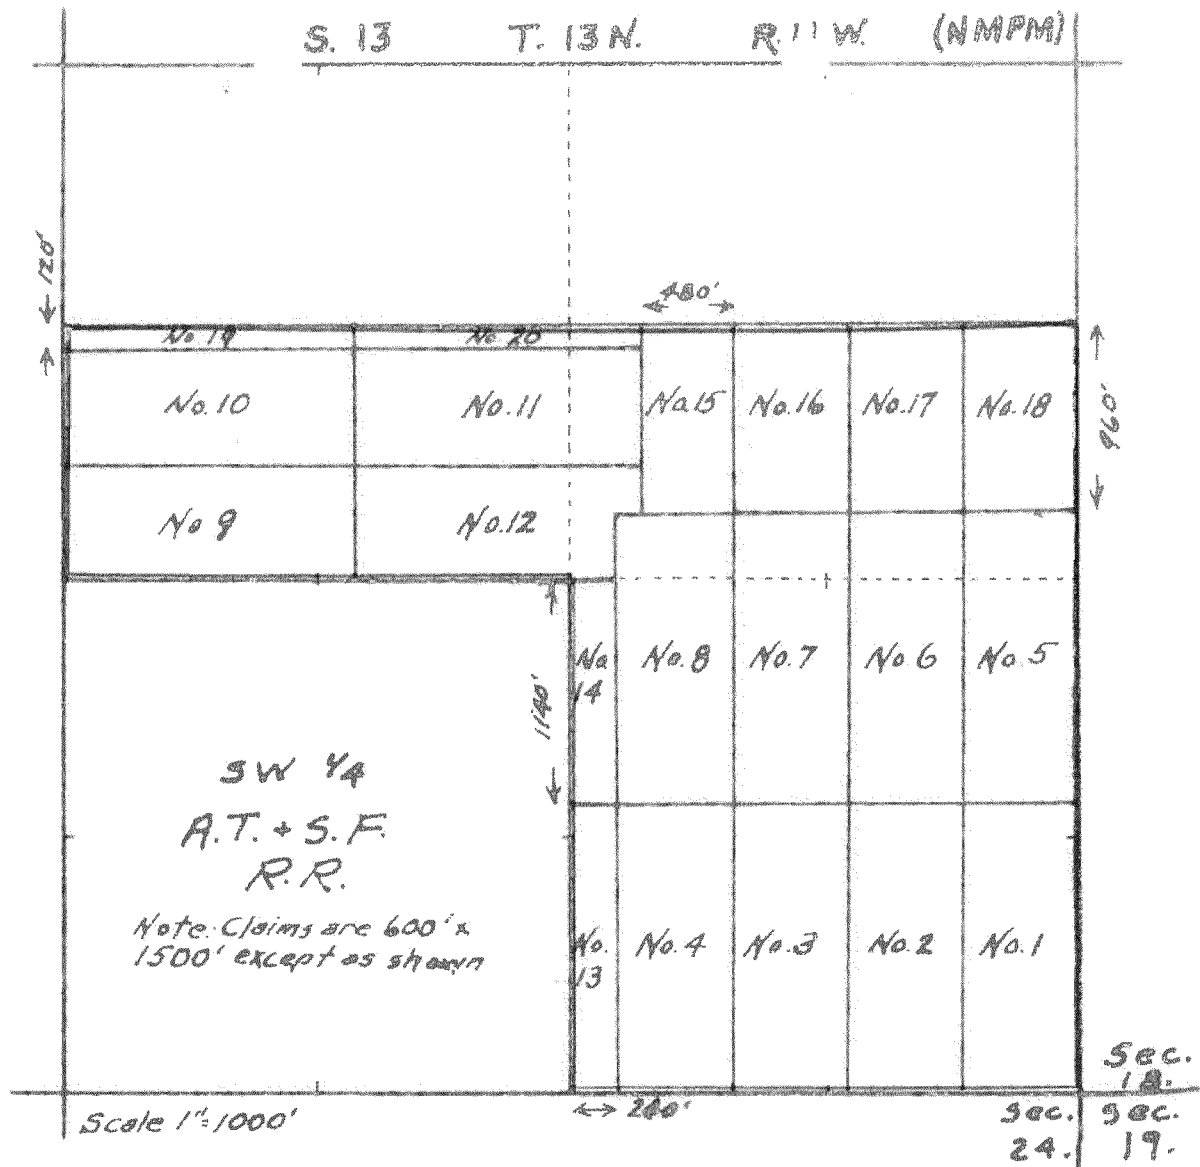 S. 13 T. 13 N. R. 11 W. (NMPM)
120'
480'
No 19 No 20
No. 10 No. 11 No. 15 No. 16 No. 17 No. 18
960'
No 9 No. 12
1140'
No 14 No. 8 No. 7 No 6 No. 5
SW 1/4
A.T. + S.F.
R.R.
Note: Claims are 600' x
1500' except as shown
No. 13 No. 4 No. 3 No. 2 No. 1
Sec.
18.
Scale 1"=1000'
Sec. Sec.
24. 19.